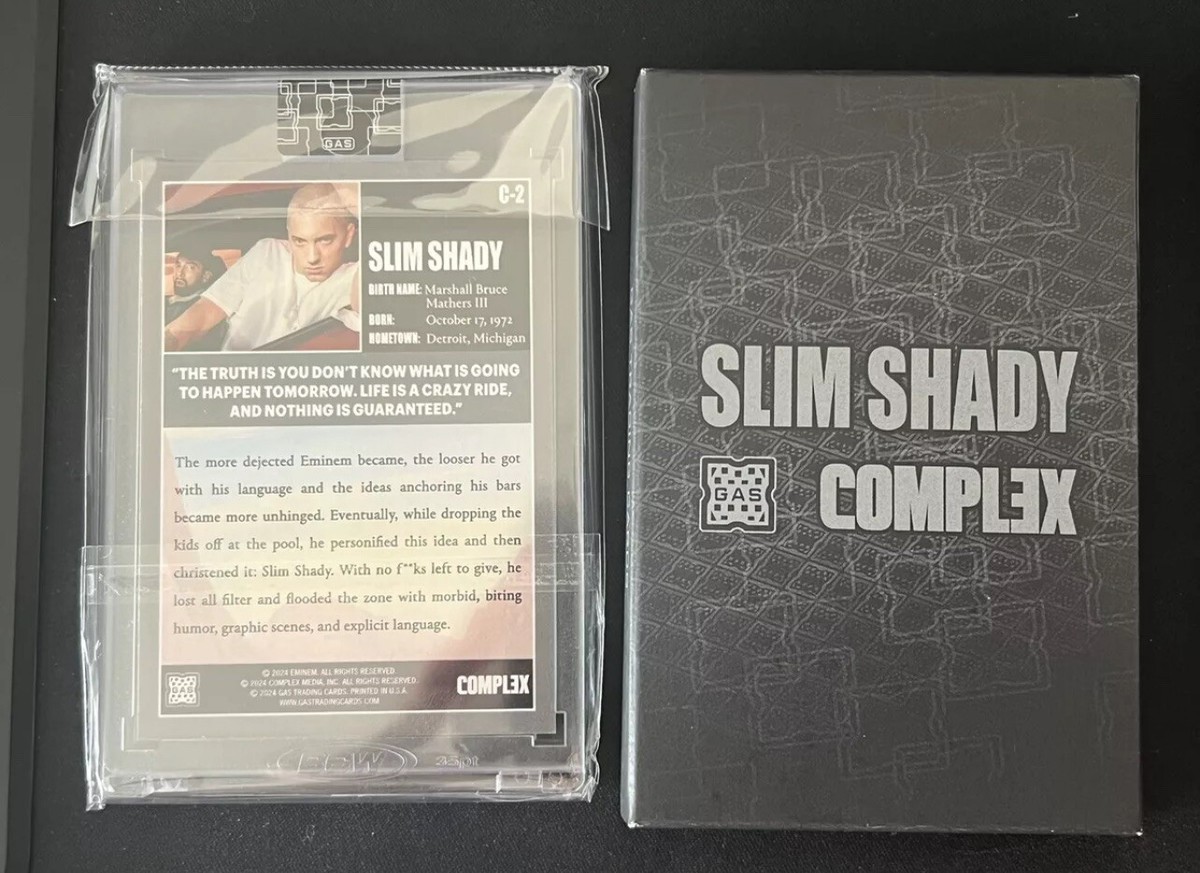 GAS
C-2
SLIM SHADY
BIRTH NAME: Marshall Bruce
Mathers III
BORN: October 17, 1972
HOMETOWN: Detroit, Michigan
"THE TRUTH IS YOU DON'T KNOW WHAT IS GOING
TO HAPPEN TOMORROW. LIFE IS A CRAZY RIDE,
AND NOTHING IS GUARANTEED."
The more dejected Eminem became, the looser he got
with his language and the ideas anchoring his bars
became more unhinged. Eventually, while dropping the
kids off at the pool, he personified this idea and then
christened it: Slim Shady. With no f**ks left to give, he
lost all filter and flooded the zone with morbid, biting
humor, graphic scenes, and explicit language.
GAS
© 2024 EMINEM. ALL RIGHTS RESERVED
© 2024 COMPLEX MEDIA, INC. ALL RIGHTS RESERVED.
© 2024 GAS TRADING CARDS. PRINTED IN U.S.A.
WWW.GASTRADINGCARDS.COM
COMPLEX
BCW 35pt
SLIM SHADY
GAS
COMPLEX